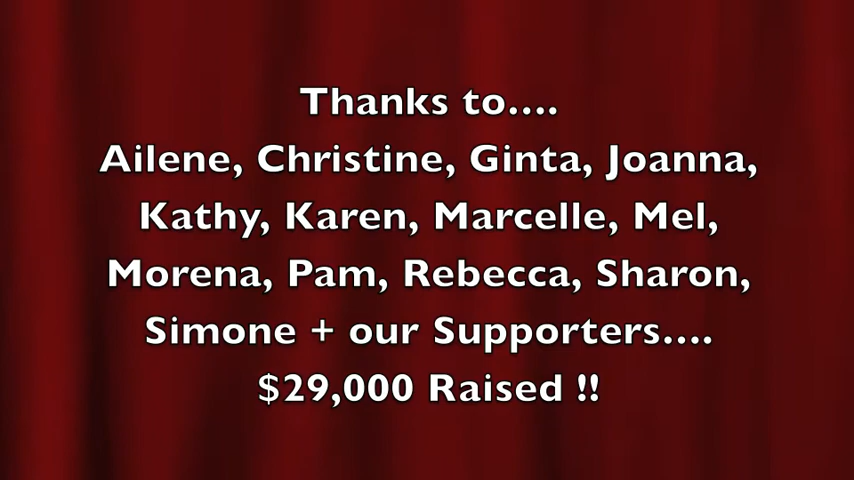 Thanks to....
Ailene, Christine, Ginta, Joanna,
Kathy, Karen, Marcelle, Mel,
Morena, Pam, Rebecca, Sharon,
Simone + our Supporters....
$29,000 Raised !!